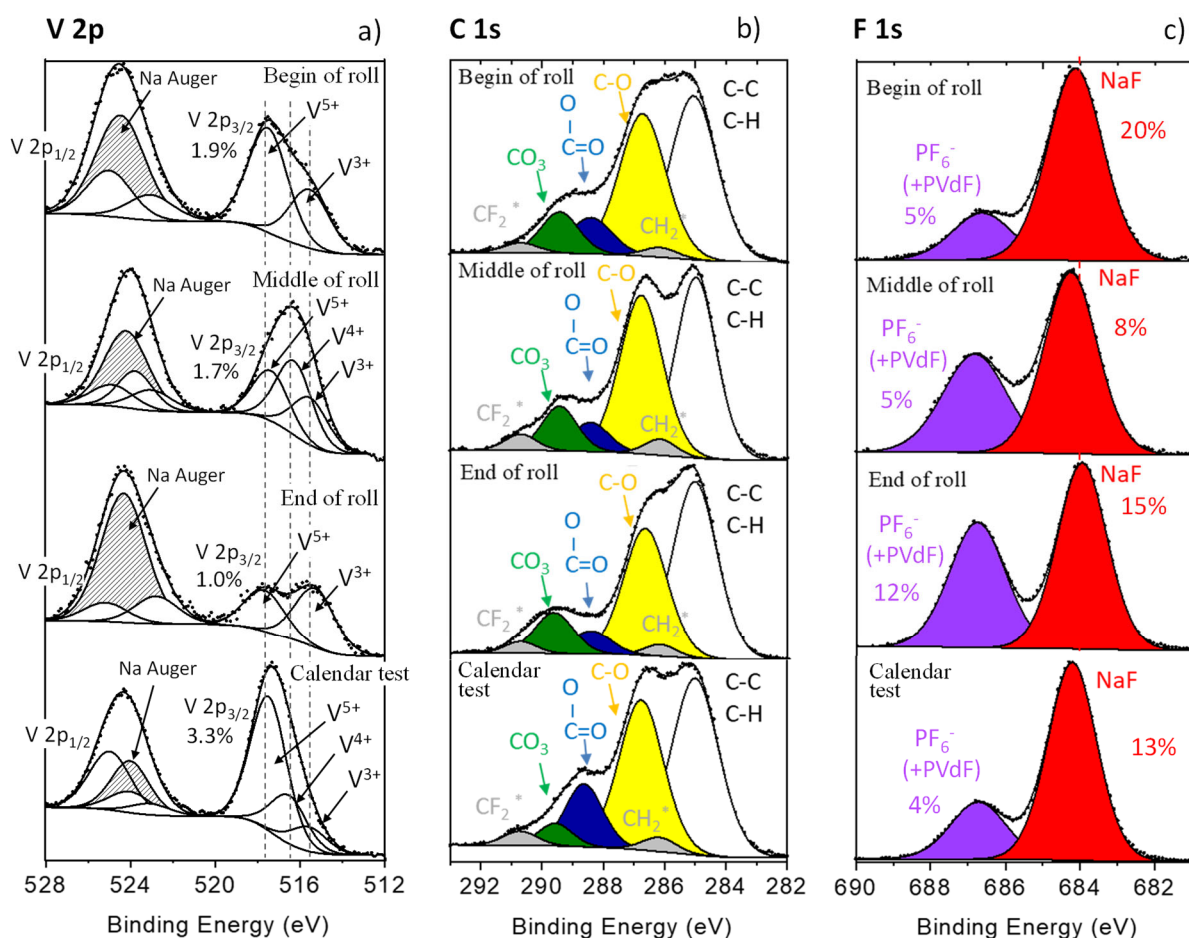 V 2p
a)
Begin of roll
Na Auger
V 2p1/2
V 2p3/2
1.9%
V5+
V3+
Middle of roll
Na Auger
V 2p1/2
V 2p3/2
1.7%
V5+
V4+
V3+
End of roll
Na Auger
V 2p1/2
V 2p3/2
1.0%
V5+
V3+
Calendar test
Na Auger
V 2p1/2
V 2p3/2
3.3%
V5+
V4+
V3+
528 524 520 516 512
Binding Energy (eV)
C 1s
b)
Begin of roll
C-O
C-C
C-H
O
C=O
CO3
CF2*
CH2*
Middle of roll
C-O
C-C
C-H
O
C=O
CO3
CF2*
CH2*
End of roll
C-O
C-C
C-H
O
C=O
CO3
CF2*
CH2*
Calendar
test
C-O
C-C
C-H
O
C=O
CO3
CF2*
CH2*
292 290 288 286 284 282
Binding Energy (eV)
F 1s
c)
Begin of roll
NaF
20%
PF6-
(+PVdF)
5%
Middle of roll
NaF
8%
PF6-
(+PVdF)
5%
End of roll
NaF
15%
PF6-
(+PVdF)
12%
Calendar
test
NaF
13%
PF6-
(+PVdF)
4%
690 688 686 684 682
Binding Energy (eV)